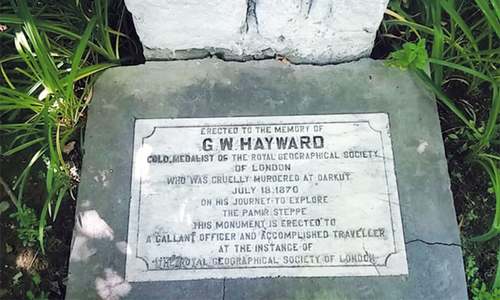 ERECTED TO THE MEMORY OF
G.W. HAYWARD
GOLD MEDALIST OF THE ROYAL GEOGRAPHICAL SOCIETY
OF LONDON
WHO WAS CRUELLY MURDERED AT DARKUT,
JULY 18.1870
ON HIS JOURNEY TO EXPLORE
THE PAMIR STEPPE
THIS MONUMENT IS ERECTED TO
A GALLANT OFFICER AND ACCOMPLISHED TRAVELLER
AT THE INSTANCE OF
THE ROYAL GEOGRAPHICAL SOCIETY OF LONDON